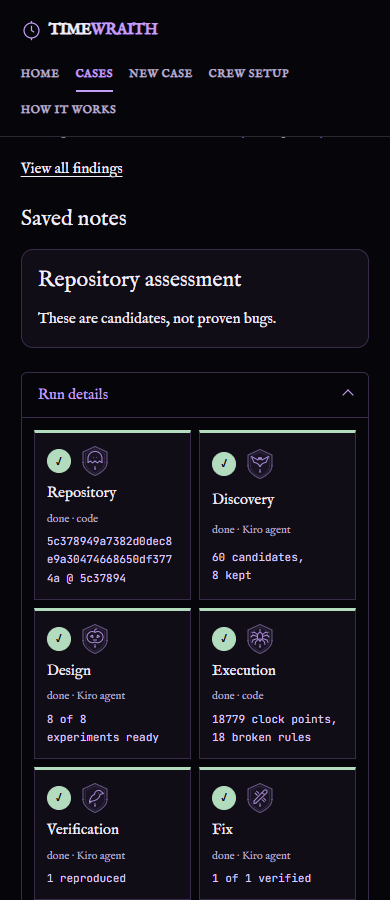 TIMEWRAITH
HOME CASES NEW CASE CREW SETUP
HOW IT WORKS
View all findings
Saved notes
Repository assessment
These are candidates, not proven bugs.
Run details
Repository
done · code
5c378949a7382d0dec8
e9a30474668650df377
4a @ 5c37894
Discovery
done · Kiro agent
60 candidates,
8 kept
Design
done · Kiro agent
8 of 8
experiments ready
Execution
done · code
18779 clock points,
18 broken rules
Verification
done · Kiro agent
1 reproduced
Fix
done · Kiro agent
1 of 1 verified